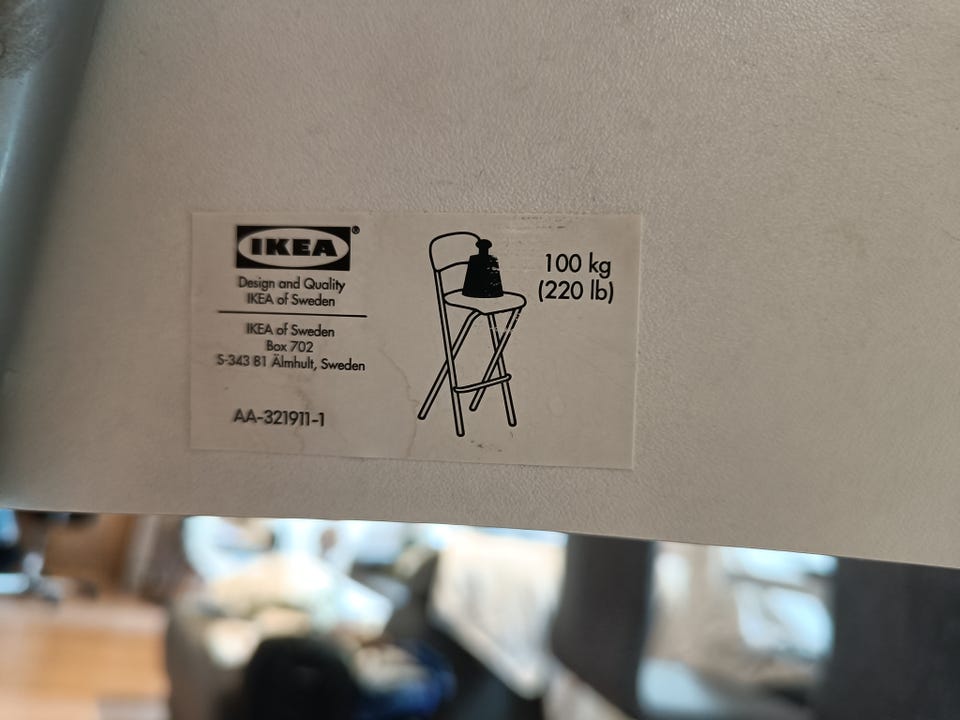 IKEA®
Design and Quality
IKEA of Sweden
IKEA of Sweden
Box 702
S-343 81 Älmhult, Sweden
AA-321911-1
100 kg
(220 lb)